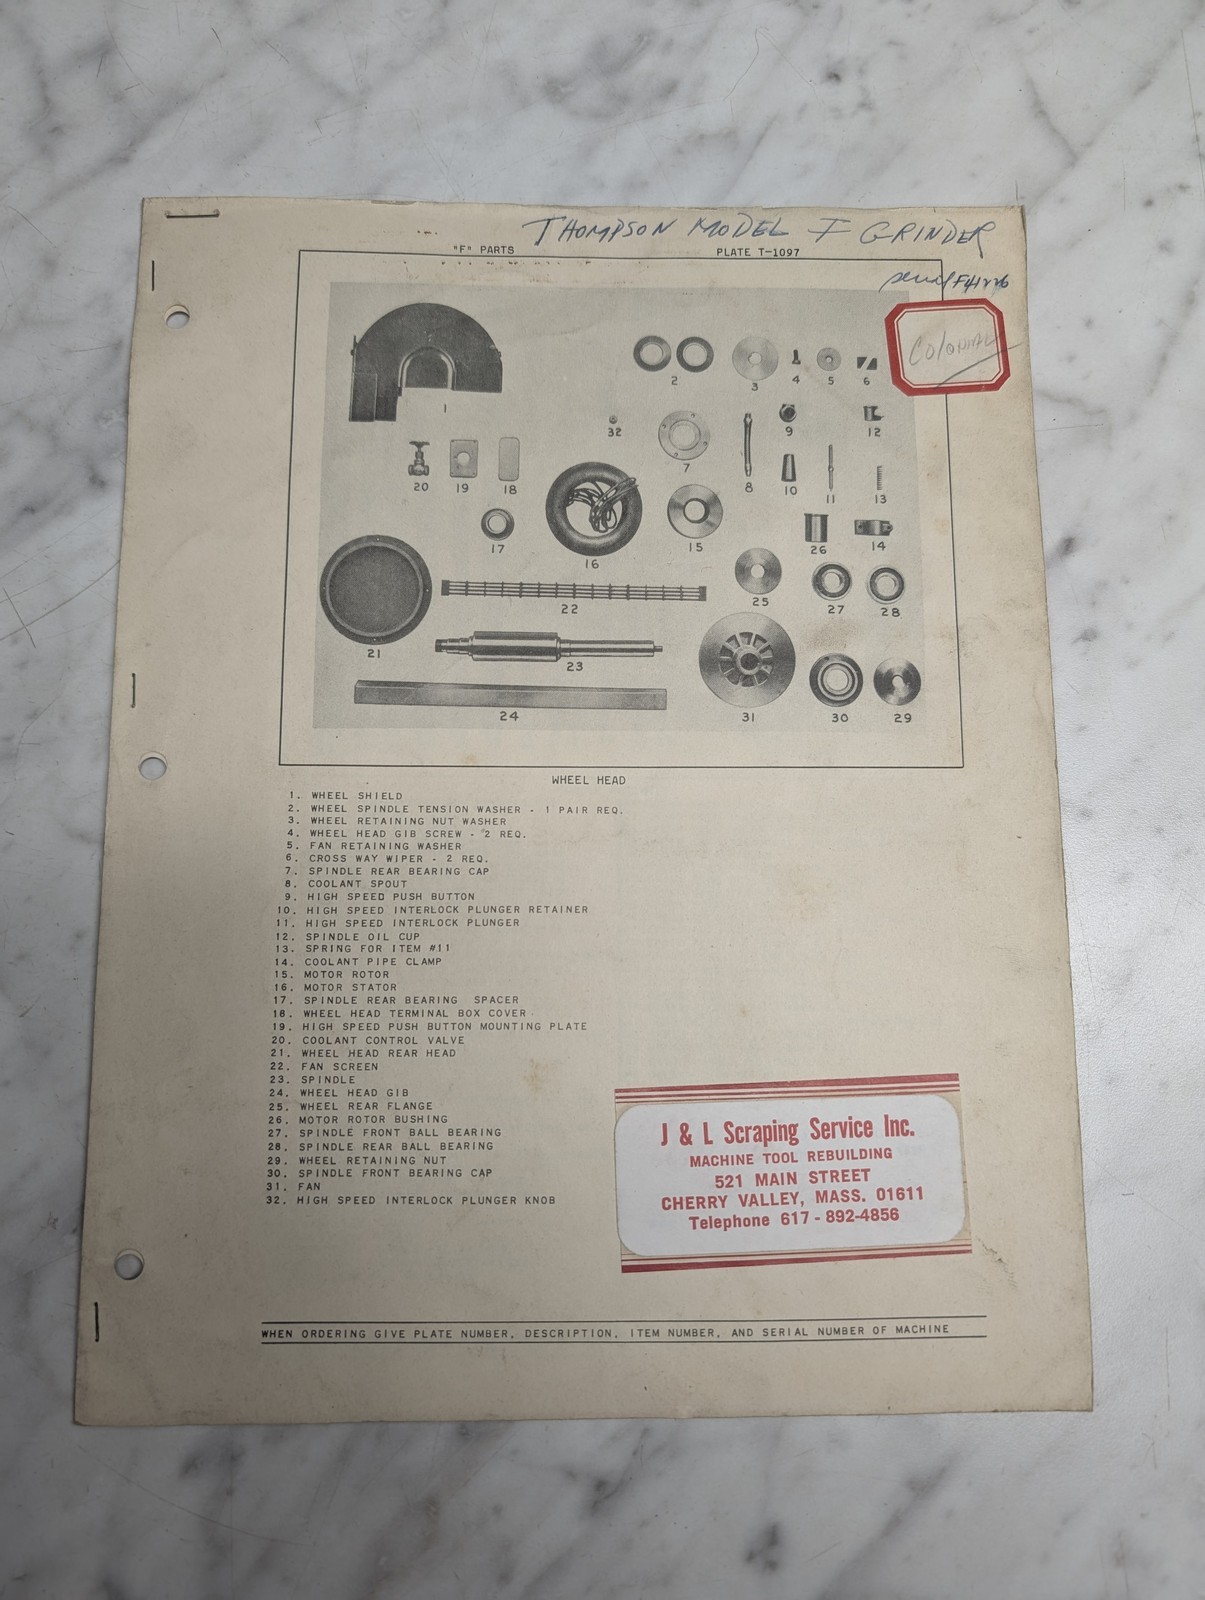 THOMPSON MODEL F GRINDER
"F" PARTS PLATE T-1097
serial F41226
COLONIAL
1
2
3
4
5
6
32
7
8
9
12
20
19
18
10
11
13
17
16
15
26
14
21
22
25
27
28
23
24
31
30
29
WHEEL HEAD
1. WHEEL SHIELD
2. WHEEL SPINDLE TENSION WASHER - 1 PAIR REQ.
3. WHEEL RETAINING NUT WASHER
4. WHEEL HEAD GIB SCREW - 2 REQ.
5. FAN RETAINING WASHER
6. CROSS WAY WIPER - 2 REQ.
7. SPINDLE REAR BEARING CAP
8. COOLANT SPOUT
9. HIGH SPEED PUSH BUTTON
10. HIGH SPEED INTERLOCK PLUNGER RETAINER
11. HIGH SPEED INTERLOCK PLUNGER
12. SPINDLE OIL CUP
13. SPRING FOR ITEM #11
14. COOLANT PIPE CLAMP
15. MOTOR ROTOR
16. MOTOR STATOR
17. SPINDLE REAR BEARING SPACER
18. WHEEL HEAD TERMINAL BOX COVER
19. HIGH SPEED PUSH BUTTON MOUNTING PLATE
20. COOLANT CONTROL VALVE
21. WHEEL HEAD REAR HEAD
22. FAN SCREEN
23. SPINDLE
24. WHEEL HEAD GIB
25. WHEEL REAR FLANGE
26. MOTOR ROTOR BUSHING
27. SPINDLE FRONT BALL BEARING
28. SPINDLE REAR BALL BEARING
29. WHEEL RETAINING NUT
30. SPINDLE FRONT BEARING CAP
31. FAN
32. HIGH SPEED INTERLOCK PLUNGER KNOB
J & L Scraping Service Inc.
MACHINE TOOL REBUILDING
521 MAIN STREET
CHERRY VALLEY, MASS. 01611
Telephone 617-892-4856
WHEN ORDERING GIVE PLATE NUMBER, DESCRIPTION, ITEM NUMBER, AND SERIAL NUMBER OF MACHINE